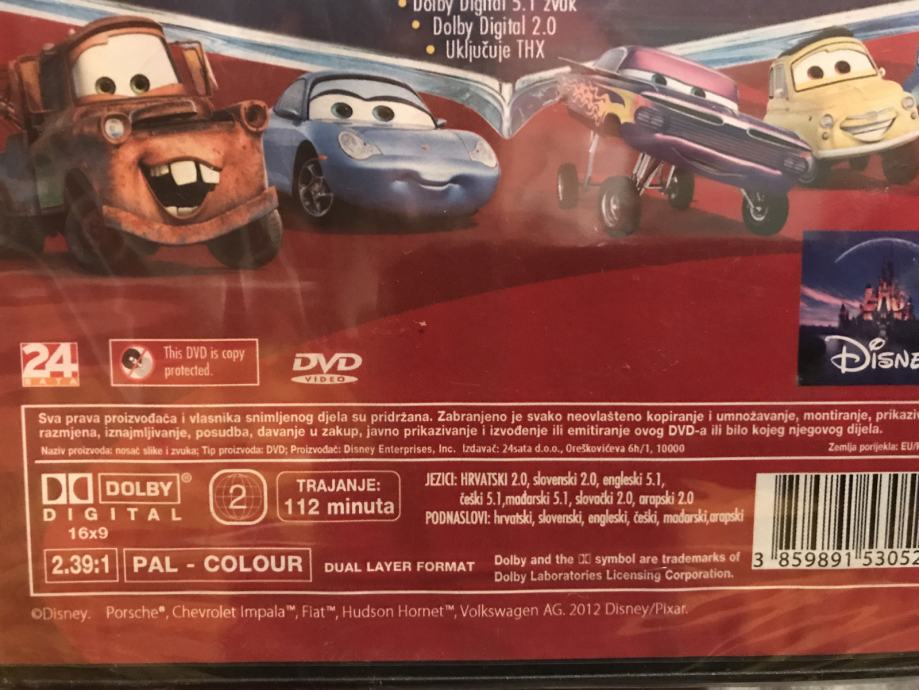 • Dolby Digital 5.1 zvuk
• Dolby Digital 2.0
• Uključuje THX
DISNE
24
SATA
This DVD is copy
protected.
DVD
VIDEO
Sva prava proizvođača i vlasnika snimljenog djela su pridržana. Zabranjeno je svako neovlašteno kopiranje i umnožavanje, montiranje,
razmjena, iznajmljivanje, posudba, davanje u zakup, javno prikazivanje i izvođenje ili emitiranje ovog DVD-a ili bilo kojeg njegovog dijela.
Naziv proizvoda: nosač slike i zvuka; Tip proizvoda: DVD; Proizvođač: Disney Enterprises, Inc. Izdavač: 24sata d.o.o., Oreškovićeva 6h/1, 10000
Zemlja porijekla: EU/
DOLBY®
DIGITAL
2
TRAJANJE:
112 minuta
JEZICI: HRVATSKI 2.0, slovenski 2.0, engleski 5.1,
češki 5.1,mađarski 5.1, slovački 2.0, arapski 2.0
PODNASLOVI: hrvatski, slovenski, engleski, češki, mađarski,arapski
16x9
2.39:1
PAL - COLOUR
DUAL LAYER FORMAT
Dolby and the symbol are trademarks of
Dolby Laboratories Licensing Corporation.
3 859891 53052
©Disney. Porsche®, Chevrolet Impala™, Fiat™, Hudson Hornet™, Volkswagen AG. 2012 Disney/Pixar.